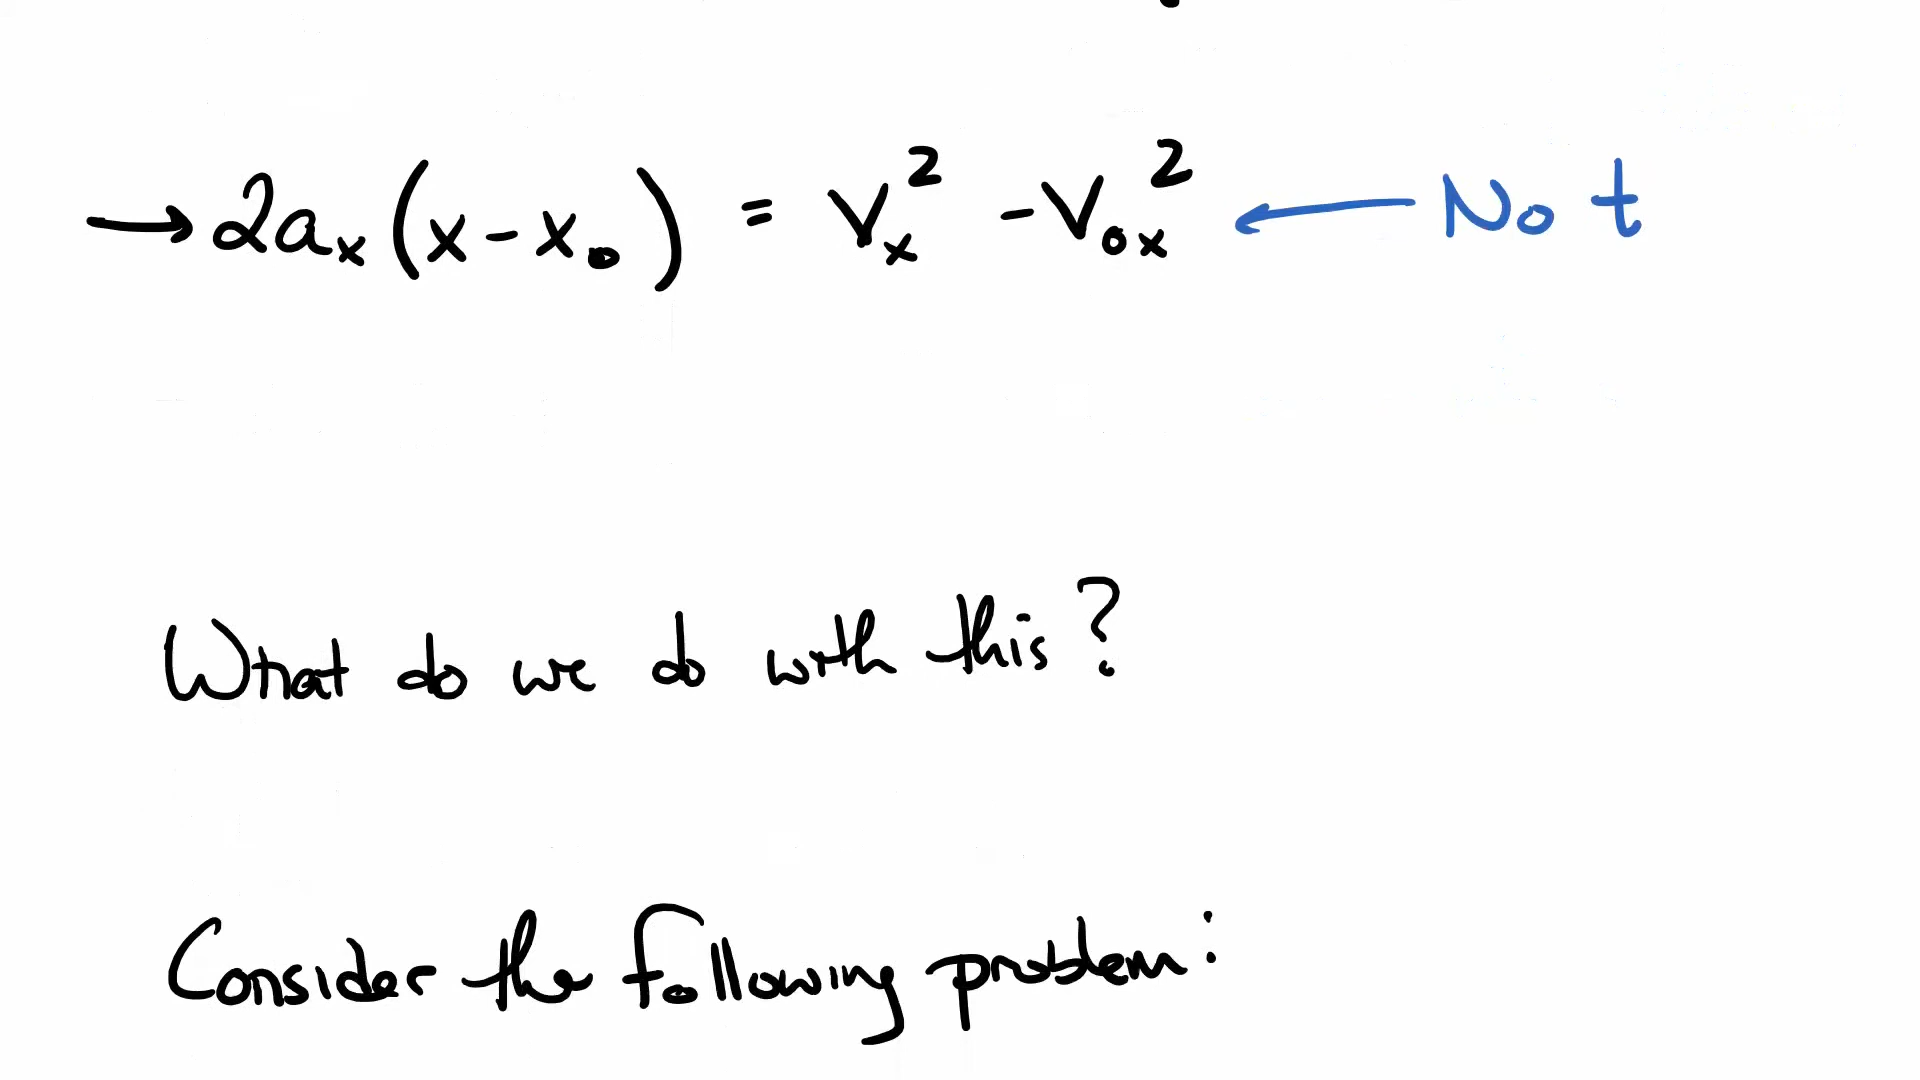 → 2aₓ(x-x₀) = vₓ² - v₀ₓ² ← No t
What do we do with this?
Consider the following problem: